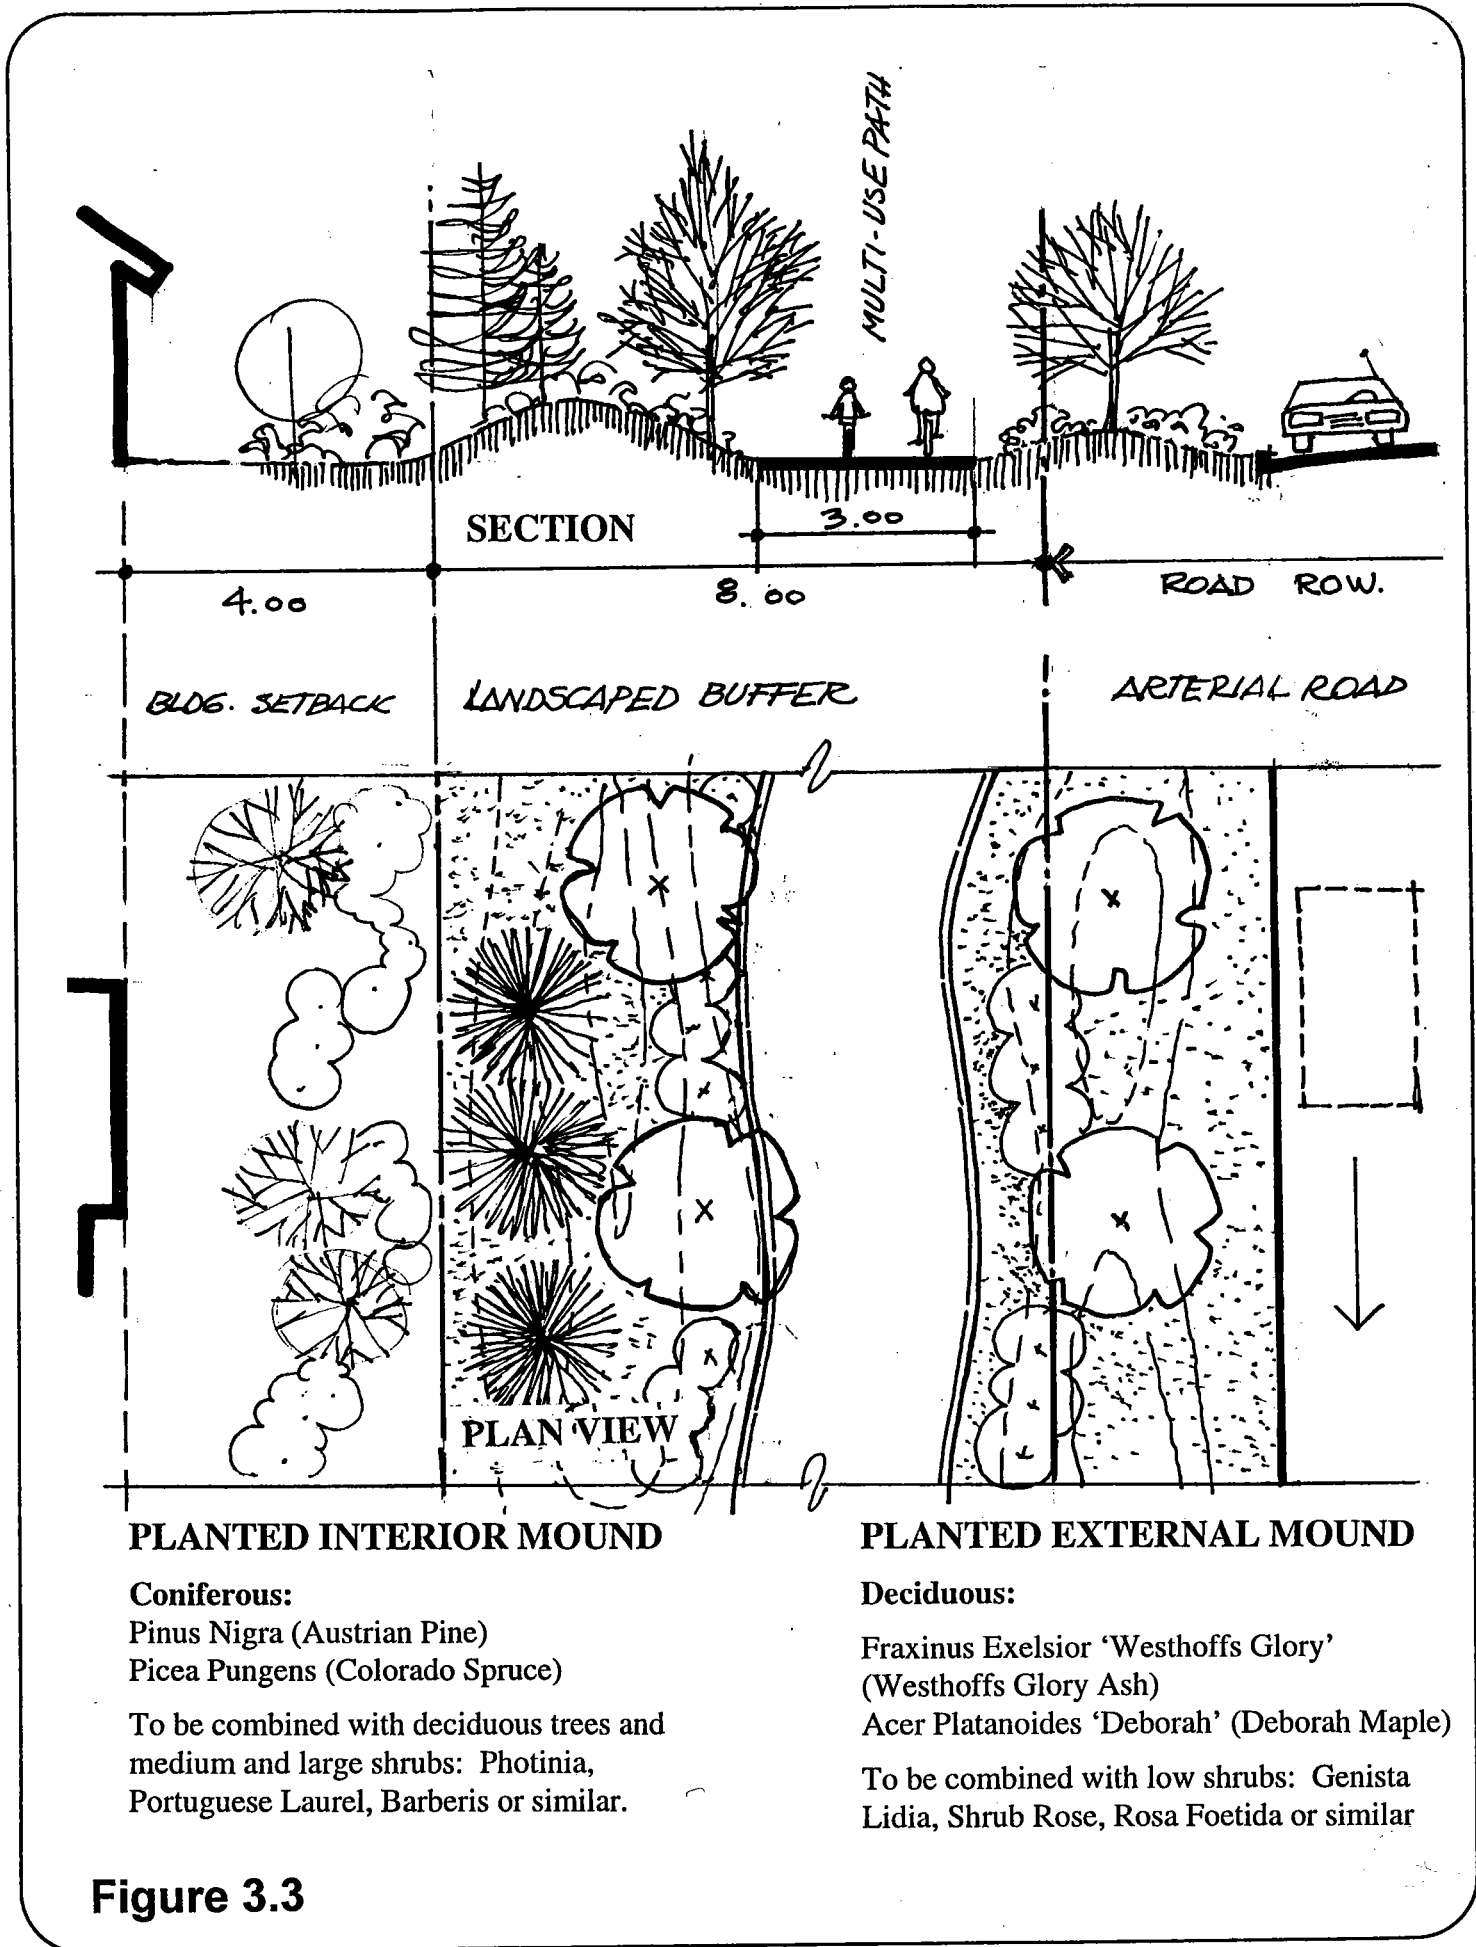 MULTI-USE PATH
SECTION
3.00
4.00
8.00
ROAD ROW.
BLDG. SETBACK
LANDSCAPED BUFFER
ARTERIAL ROAD
PLAN VIEW
PLANTED INTERIOR MOUND
Coniferous:
Pinus Nigra (Austrian Pine)
Picea Pungens (Colorado Spruce)
To be combined with deciduous trees and
medium and large shrubs: Photinia,
Portuguese Laurel, Barberis or similar.
PLANTED EXTERNAL MOUND
Deciduous:
Fraxinus Exelsior ‘Westhoffs Glory’
(Westhoffs Glory Ash)
Acer Platanoides ‘Deborah’ (Deborah Maple)
To be combined with low shrubs: Genista
Lidia, Shrub Rose, Rosa Foetida or similar
Figure 3.3